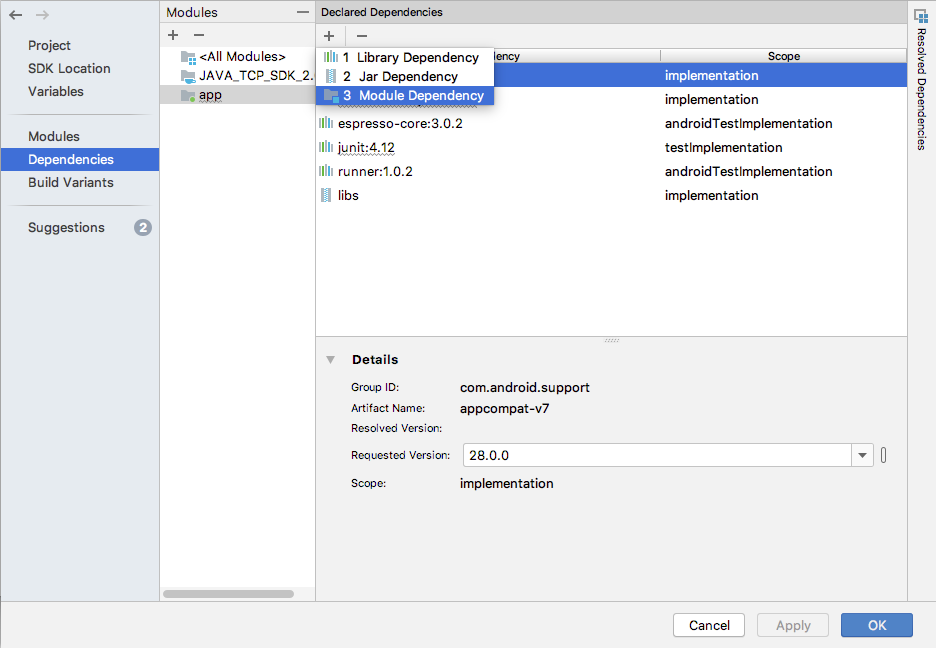 Project
SDK Location
Variables
Modules
Dependencies
Build Variants
Suggestions 2
Modules
<All Modules>
JAVA_TCP_SDK_2.
app
Declared Dependencies
1 Library Dependency
2 Jar Dependency
3 Module Dependency
Scope
implementation
implementation
espresso-core:3.0.2 androidTestImplementation
junit:4.12 testImplementation
runner:1.0.2 androidTestImplementation
libs implementation
Details
Group ID: com.android.support
Artifact Name: appcompat-v7
Resolved Version:
Requested Version: 28.0.0
Scope: implementation
Resolved Dependencies
Cancel Apply OK